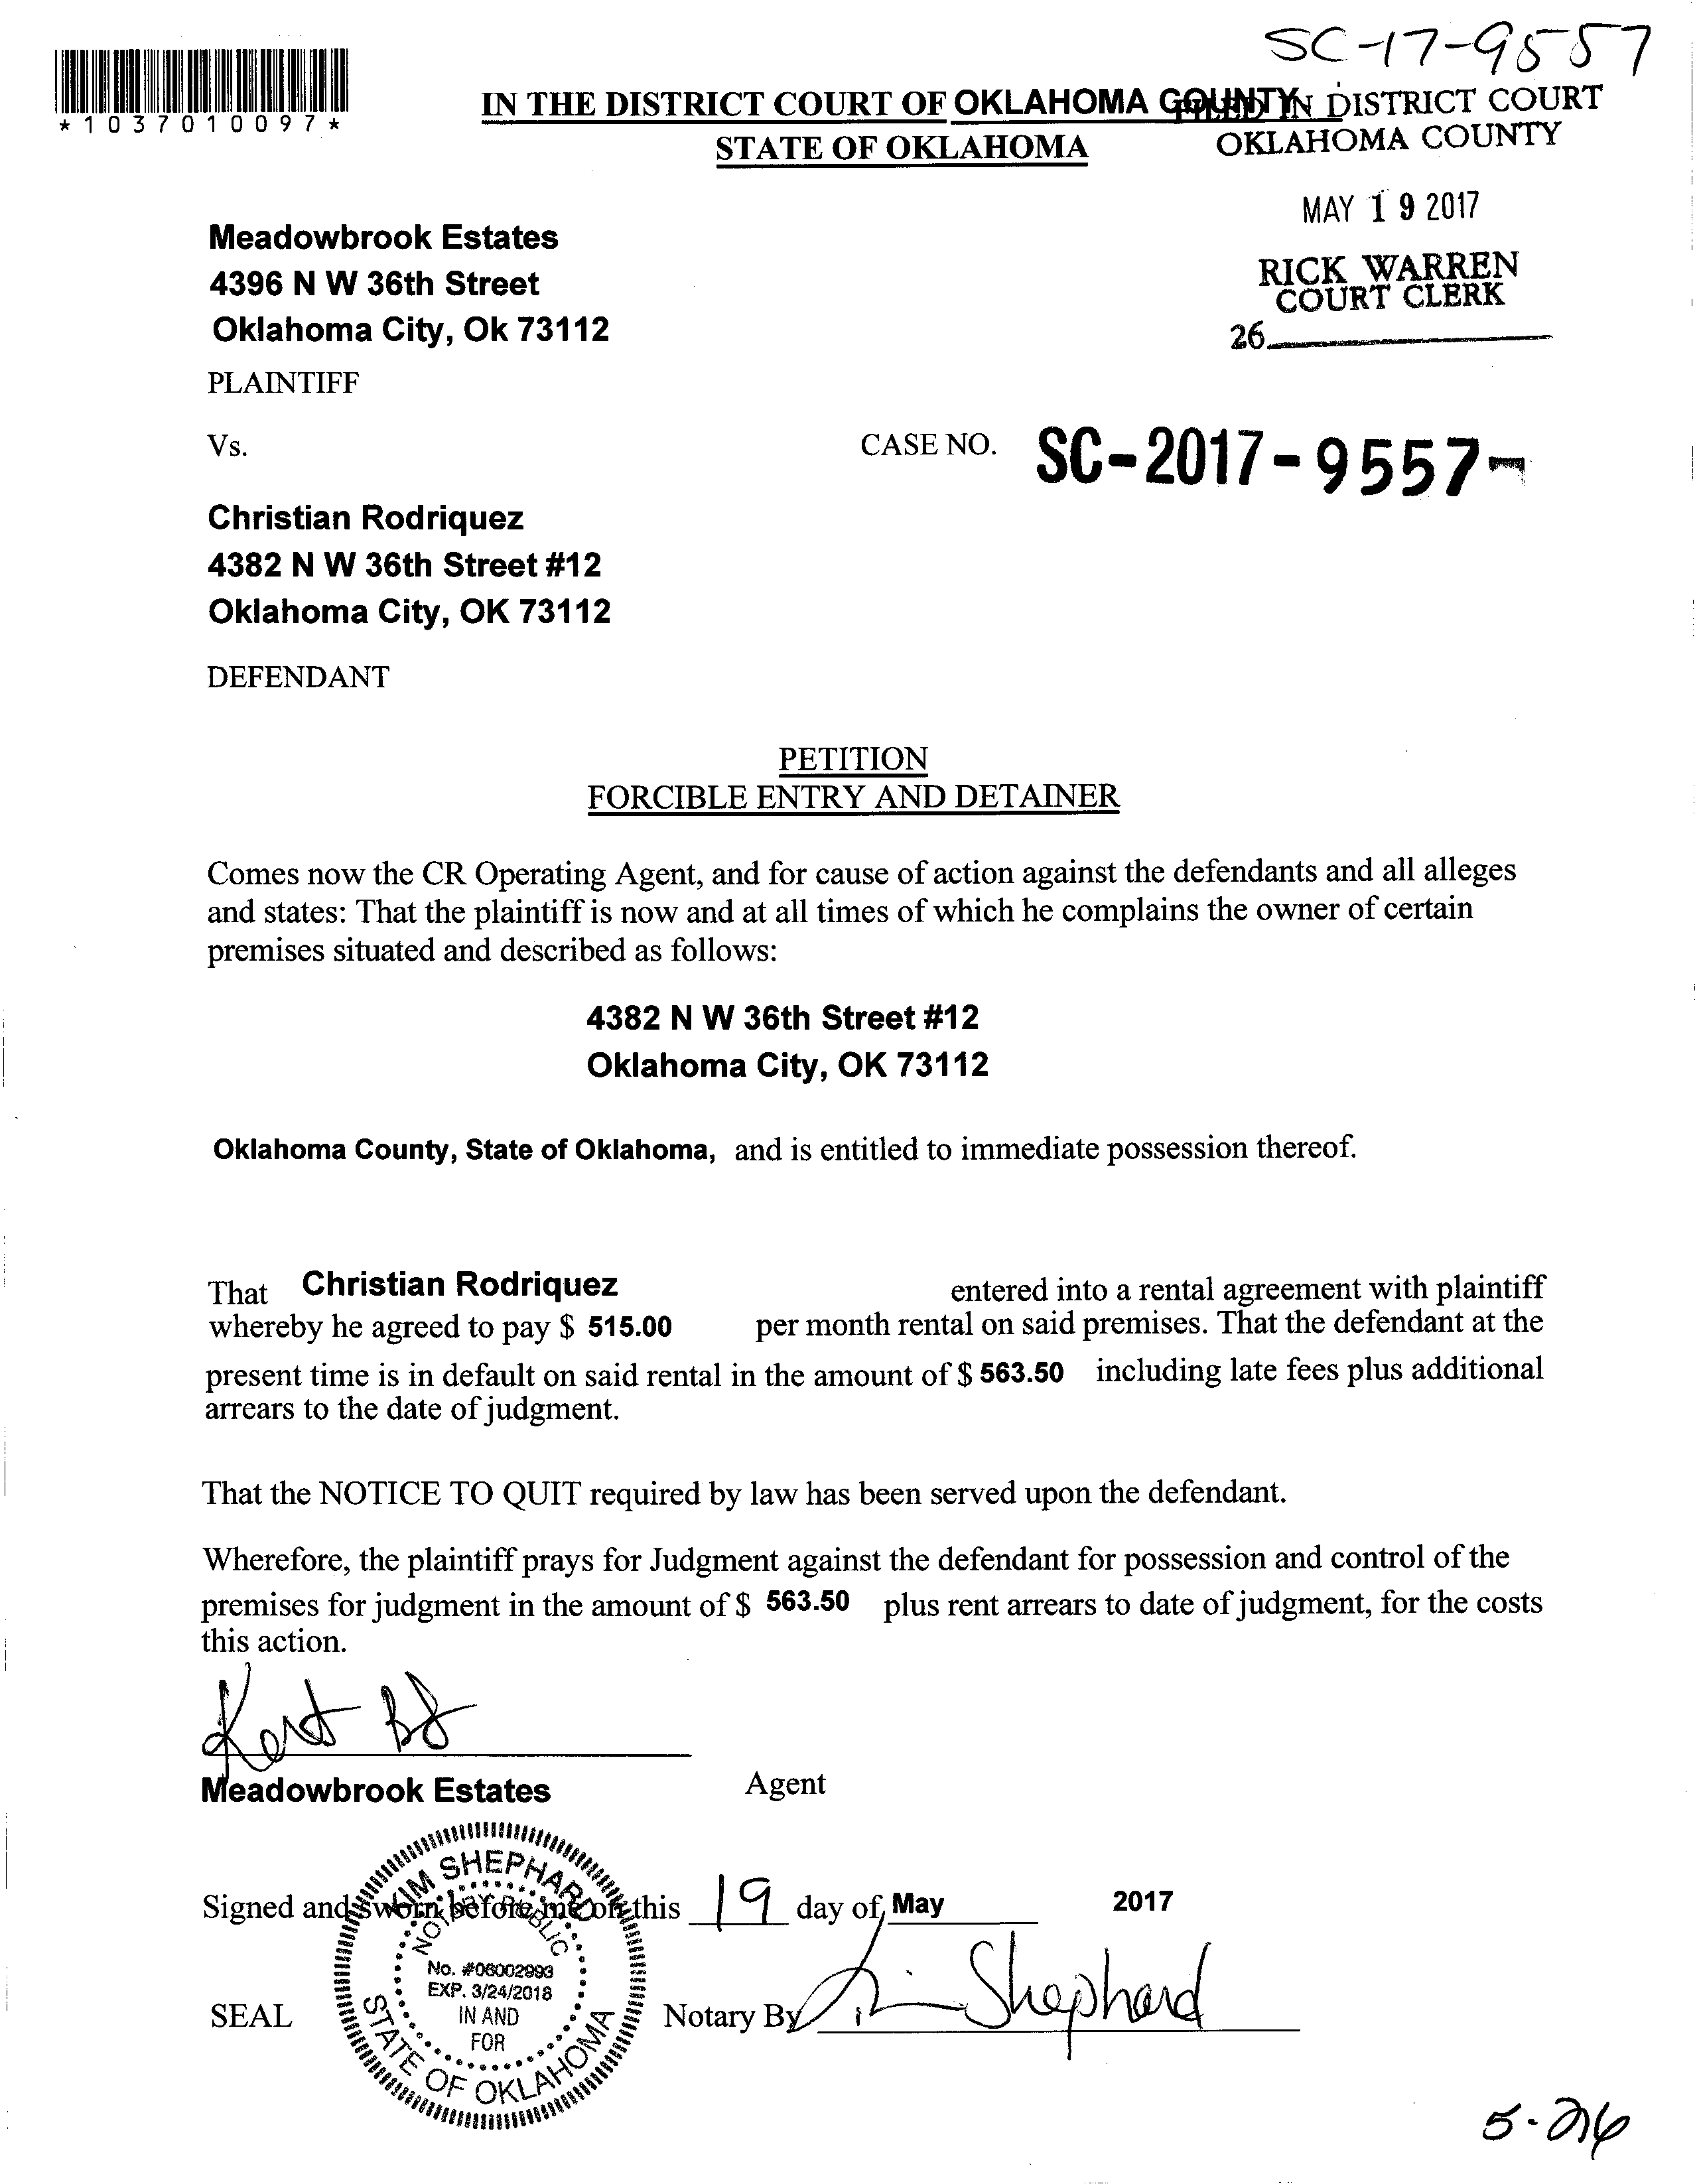 SC-17-9557
*1037010097*
IN THE DISTRICT COURT OF OKLAHOMA COUNTY
STATE OF OKLAHOMA
FILED IN DISTRICT COURT
OKLAHOMA COUNTY
MAY 19 2017
RICK WARREN
COURT CLERK
26
Meadowbrook Estates
4396 N W 36th Street
Oklahoma City, Ok 73112
PLAINTIFF
Vs.
CASE NO. SC-2017-9557-
Christian Rodriquez
4382 N W 36th Street #12
Oklahoma City, OK 73112
DEFENDANT
PETITION
FORCIBLE ENTRY AND DETAINER
Comes now the CR Operating Agent, and for cause of action against the defendants and all alleges
and states: That the plaintiff is now and at all times of which he complains the owner of certain
premises situated and described as follows:
4382 N W 36th Street #12
Oklahoma City, OK 73112
Oklahoma County, State of Oklahoma, and is entitled to immediate possession thereof.
That Christian Rodriquez entered into a rental agreement with plaintiff
whereby he agreed to pay $ 515.00 per month rental on said premises. That the defendant at the
present time is in default on said rental in the amount of $ 563.50 including late fees plus additional
arrears to the date of judgment.
That the NOTICE TO QUIT required by law has been served upon the defendant.
Wherefore, the plaintiff prays for Judgment against the defendant for possession and control of the
premises for judgment in the amount of $ 563.50 plus rent arrears to date of judgment, for the costs
this action.
Meadowbrook Estates Agent
Signed and sworn before me on this 19 day of May 2017
SEAL
KIM SHEPHARD
NOTARY PUBLIC
No. #06002993
EXP. 3/24/2018
IN AND
FOR
STATE OF OKLAHOMA
Notary By Kim Shephard
5-26